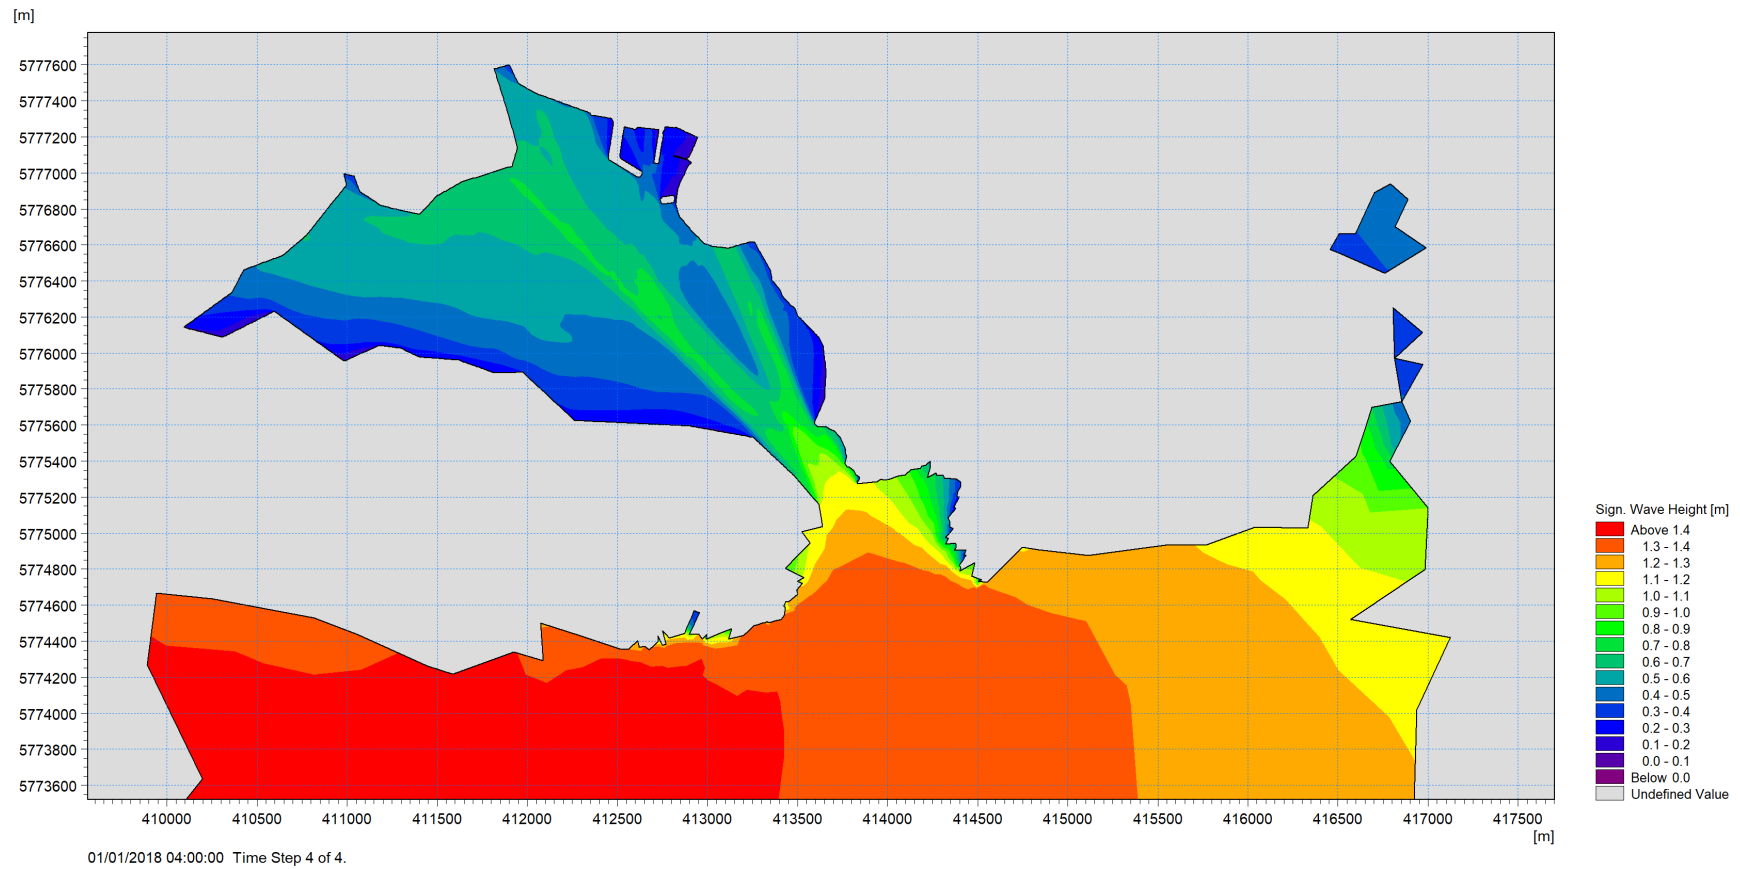 [m]
5777600
5777400
5777200
5777000
5776800
5776600
5776400
5776200
5776000
5775800
5775600
5775400
5775200
5775000
5774800
5774600
5774400
5774200
5774000
5773800
5773600
410000 410500 411000 411500 412000 412500 413000 413500 414000 414500 415000 415500 416000 416500 417000 417500
[m]
01/01/2018 04:00:00 Time Step 4 of 4.
Sign. Wave Height [m]
Above 1.4
1.3 - 1.4
1.2 - 1.3
1.1 - 1.2
1.0 - 1.1
0.9 - 1.0
0.8 - 0.9
0.7 - 0.8
0.6 - 0.7
0.5 - 0.6
0.4 - 0.5
0.3 - 0.4
0.2 - 0.3
0.1 - 0.2
0.0 - 0.1
Below 0.0
Undefined Value